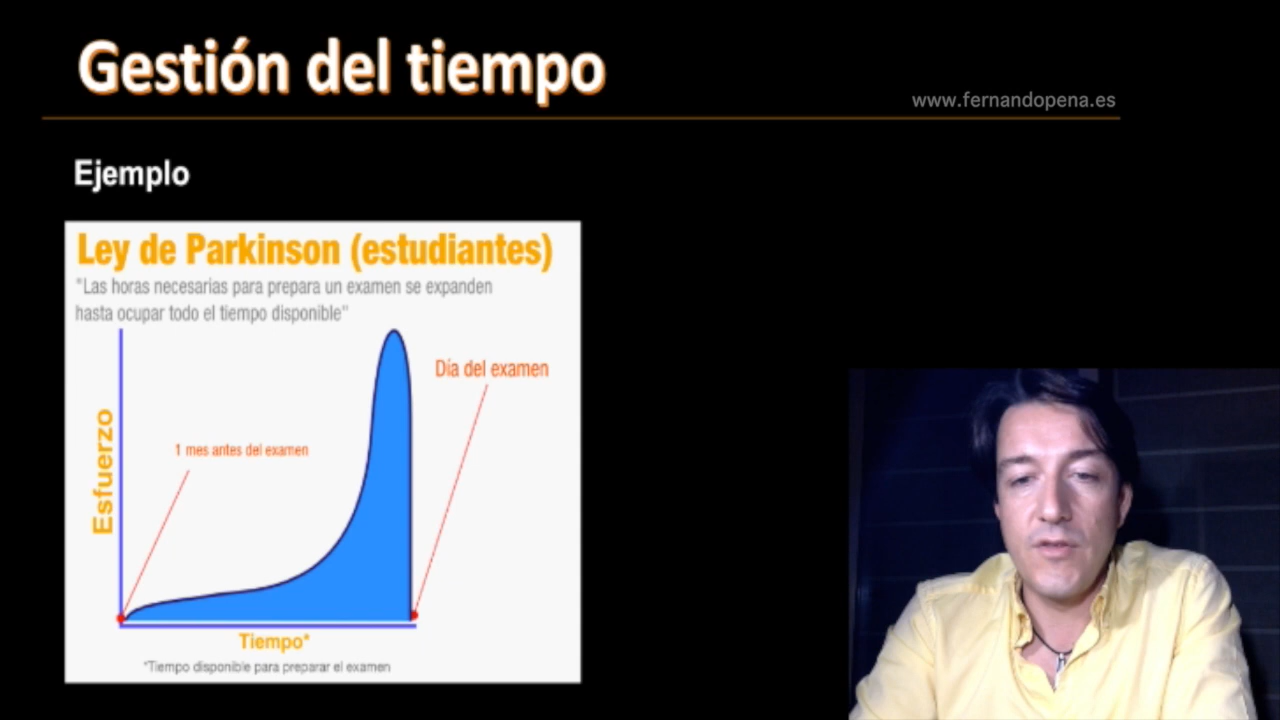 Gestión del tiempo
www.fernandopena.es
Ejemplo
Ley de Parkinson (estudiantes)
"Las horas necesarias para prepara un examen se expanden
hasta ocupar todo el tiempo disponible"
Día del examen
1 mes antes del examen
Esfuerzo
Tiempo*
*Tiempo disponible para preparar el examen